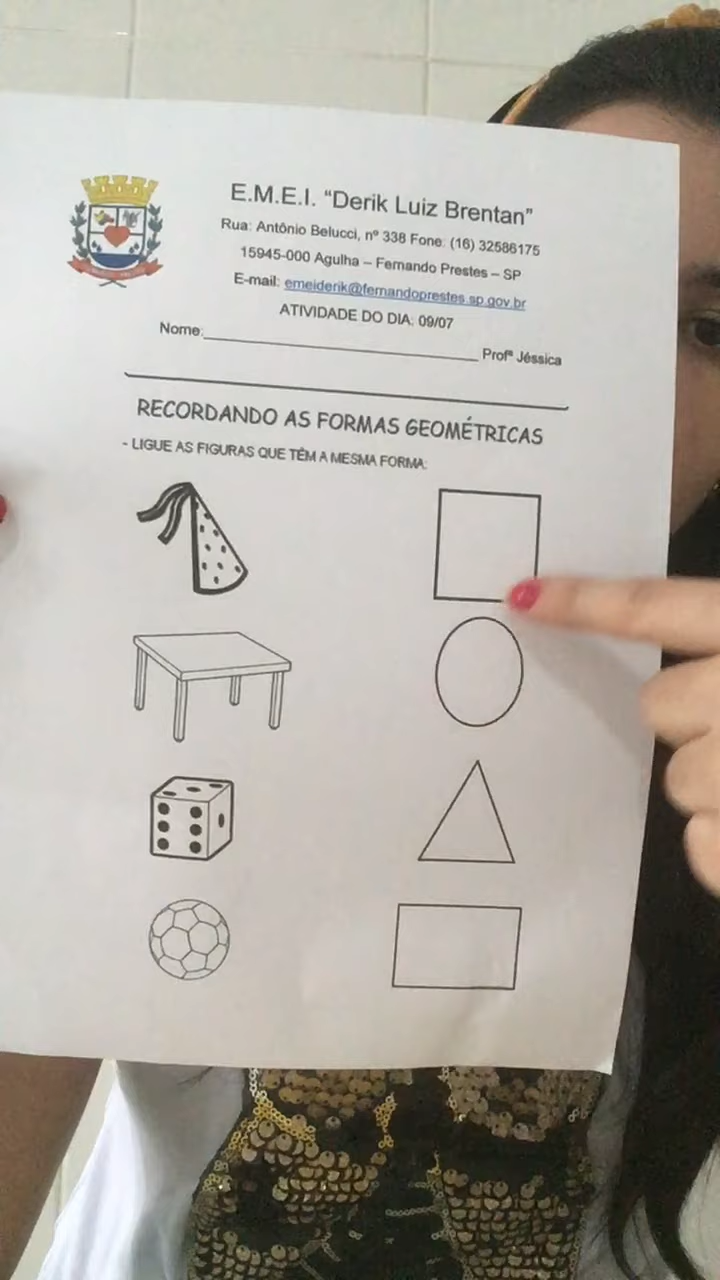 E.M.E.I. “Derik Luiz Brentan”
Rua: Antônio Belucci, nº 338 Fone: (16) 32586175
15945-000 Agulha – Fernando Prestes – SP
E-mail: emeiderik@fernandoprestes.sp.gov.br
ATIVIDADE DO DIA: 09/07
Nome: Profª Jéssica
RECORDANDO AS FORMAS GEOMÉTRICAS
- LIGUE AS FIGURAS QUE TÊM A MESMA FORMA: